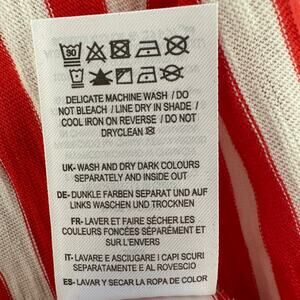 DELICATE MACHINE WASH / DO
NOT BLEACH / LINE DRY IN SHADE /
COOL IRON ON REVERSE / DO NOT
DRYCLEAN
UK- WASH AND DRY DARK COLOURS
SEPARATELY AND INSIDE OUT
DE- DUNKLE FARBEN SEPARAT UND AUF
LINKS WASCHEN UND TROCKNEN
FR- LAVER ET FAIRE SÉCHER LES
COULEURS FONCÉES SÉPARÉMENT ET
SUR L'ENVERS
IT- LAVARE E ASCIUGARE I CAPI SCURI
SEPARATAMENTE E AL ROVESCIO
ES- LAVAR Y SECAR LA ROPA DE COLOR